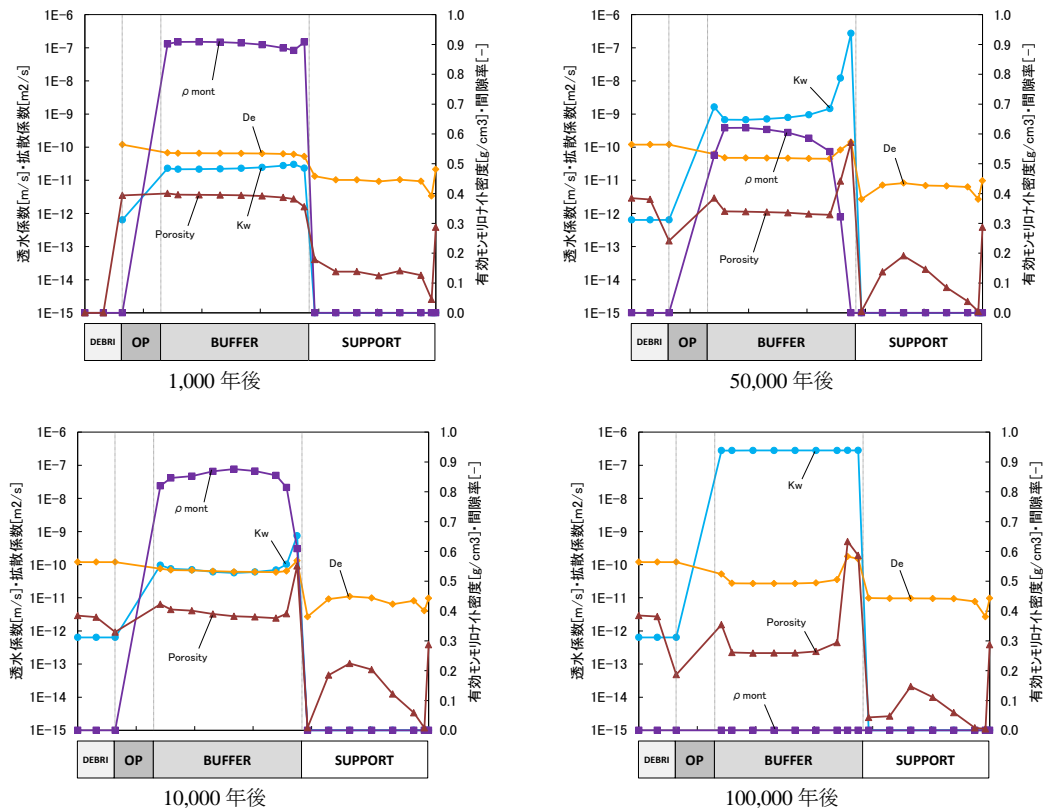 1E-6
1E-7
1E-8
1E-9
1E-10
1E-11
1E-12
1E-13
1E-14
1E-15
透水係数[m/s]・拡散係数[m2/s]
ρ mont
De
Kw
Porosity
1.0
0.9
0.8
0.7
0.6
0.5
0.4
0.3
0.2
0.1
0.0
有効モンモリロナイト密度[g/cm3]・間隙率[-]
DEBRI OP BUFFER SUPPORT
1,000 年後
1E-6
1E-7
1E-8
1E-9
1E-10
1E-11
1E-12
1E-13
1E-14
1E-15
透水係数[m/s]・拡散係数[m2/s]
Kw
De
ρ mont
Porosity
1.0
0.9
0.8
0.7
0.6
0.5
0.4
0.3
0.2
0.1
0.0
有効モンモリロナイト密度[g/cm3]・間隙率[-]
DEBRI OP BUFFER SUPPORT
50,000 年後
1E-6
1E-7
1E-8
1E-9
1E-10
1E-11
1E-12
1E-13
1E-14
1E-15
透水係数[m/s]・拡散係数[m2/s]
ρ mont
Kw
De
Porosity
1.0
0.9
0.8
0.7
0.6
0.5
0.4
0.3
0.2
0.1
0.0
有効モンモリロナイト密度[g/cm3]・間隙率[-]
DEBRI OP BUFFER SUPPORT
10,000 年後
1E-6
1E-7
1E-8
1E-9
1E-10
1E-11
1E-12
1E-13
1E-14
1E-15
透水係数[m/s]・拡散係数[m2/s]
Kw
De
Porosity
ρ mont
1.0
0.9
0.8
0.7
0.6
0.5
0.4
0.3
0.2
0.1
0.0
有効モンモリロナイト密度[g/cm3]・間隙率[-]
DEBRI OP BUFFER SUPPORT
100,000 年後